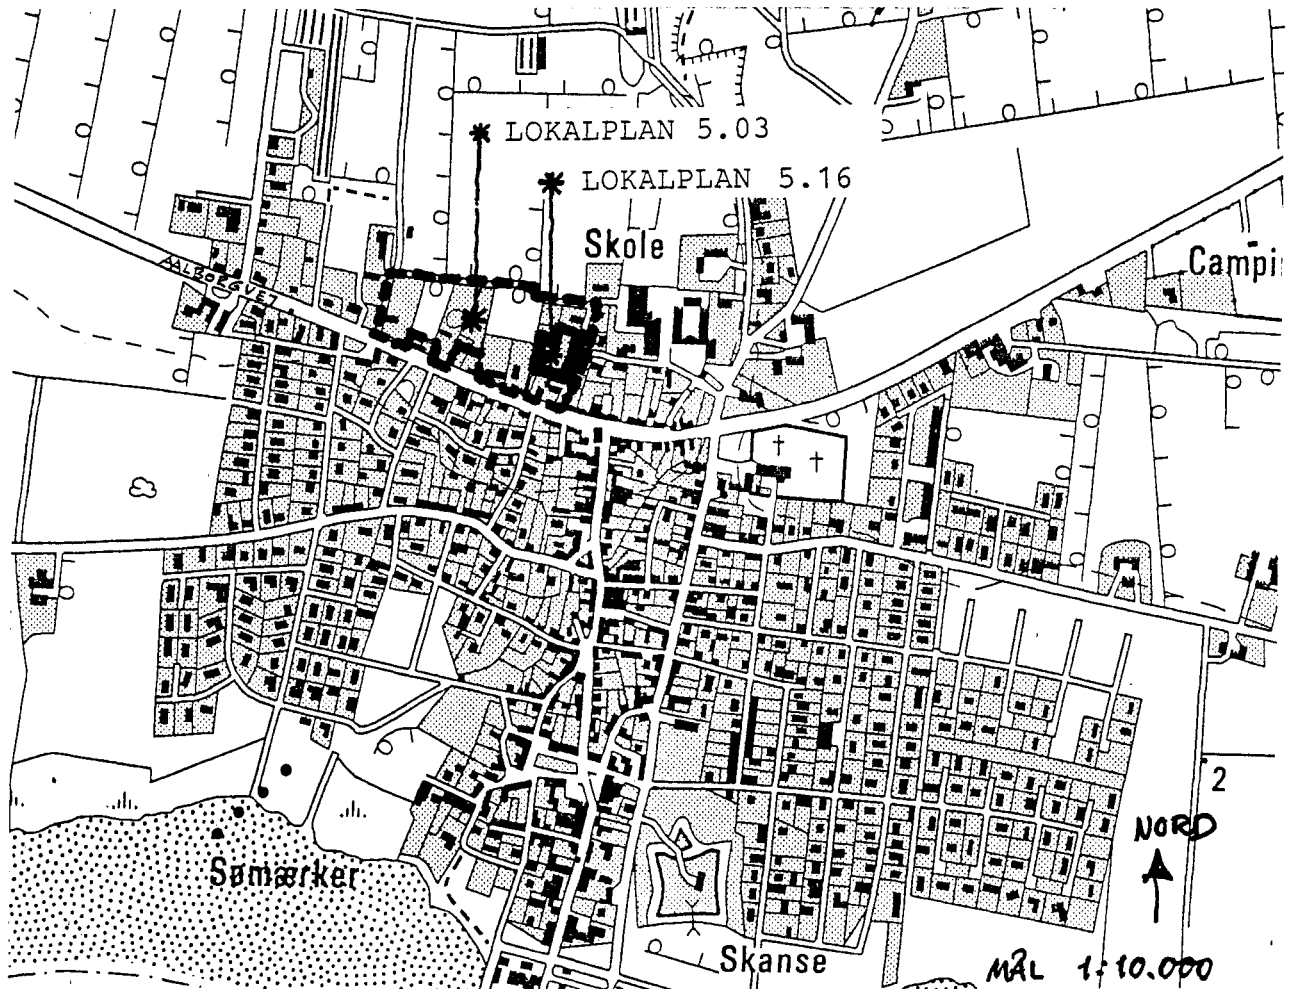 LOKALPLAN 5.03
LOKALPLAN 5.16
Skole
AALBORGVEJ
Campi
2
NORD
Sømærker
Skanse
MÅL 1:10.000